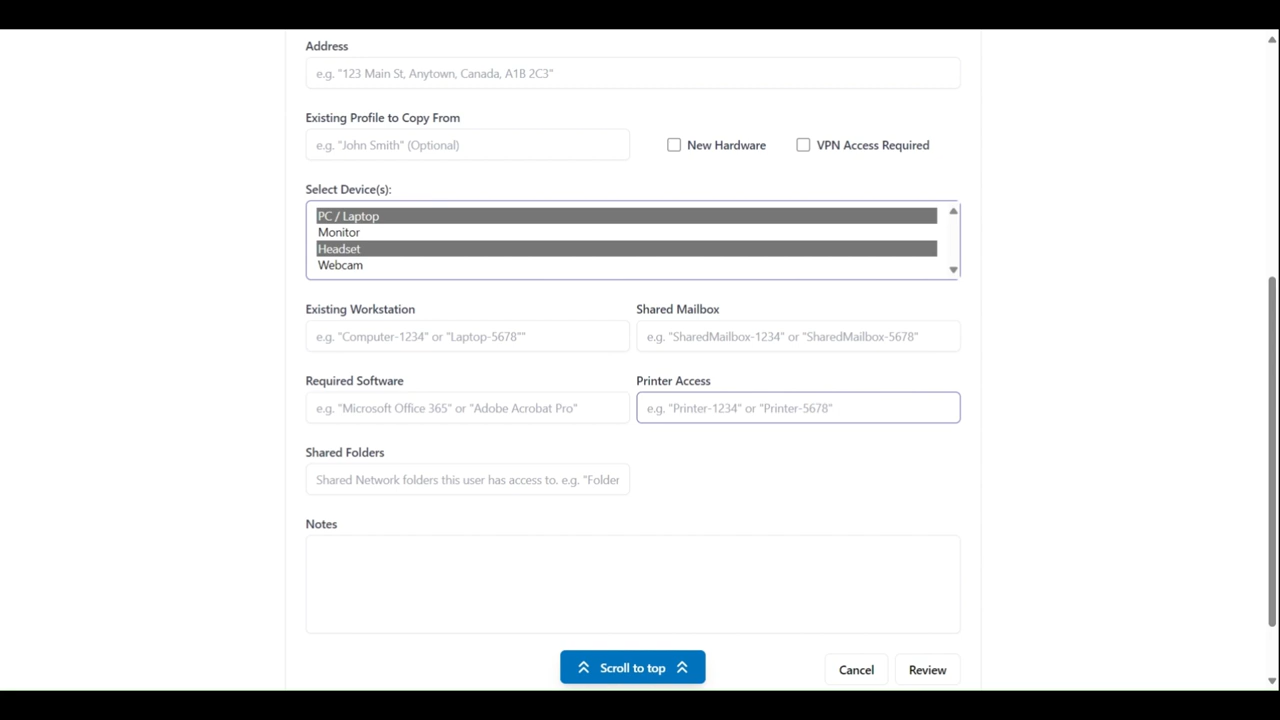 Address
e.g. "123 Main St, Anytown, Canada, A1B 2C3"
Existing Profile to Copy From
e.g. "John Smith" (Optional)
New Hardware
VPN Access Required
Select Device(s):
PC / Laptop
Monitor
Headset
Webcam
Existing Workstation
Shared Mailbox
e.g. "Computer-1234" or "Laptop-5678""
e.g. "SharedMailbox-1234" or "SharedMailbox-5678"
Required Software
Printer Access
e.g. "Microsoft Office 365" or "Adobe Acrobat Pro"
e.g. "Printer-1234" or "Printer-5678"
Shared Folders
Shared Network folders this user has access to. e.g. "Folder
Notes
Scroll to top
Cancel
Review